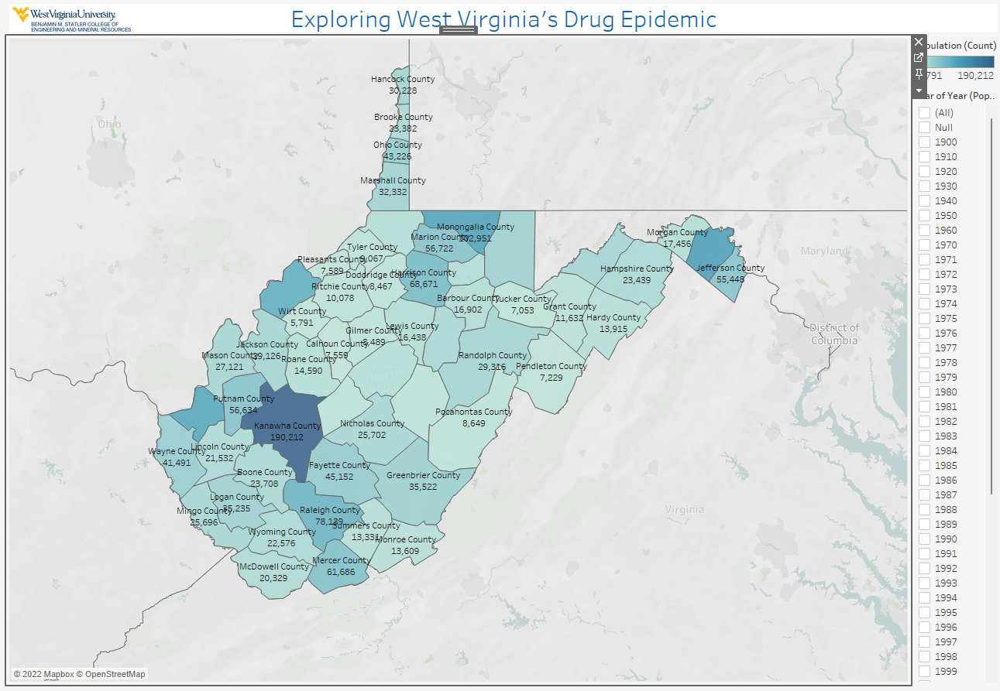 West Virginia University.
BENJAMIN M. STATLER COLLEGE OF
ENGINEERING AND MINERAL RESOURCES
Exploring West Virginia's Drug Epidemic
Hancock County
30,228
Brooke County
23,382
Ohio
Ohio County
43,226
Marshall County
32,332
Monongalia County
102,951
Marion County
56,722
Morgan County
17,456
Tyler County
9,067
Maryland
Pleasants County
7,589
Jefferson County
55,448
Hampshire County
23,439
Doddridge County
8,467
Harrison County
68,671
Ritchie County
10,078
Barbour County
16,902
Tucker County
7,053
Grant County
11,632
Wirt County
5,791
Hardy County
13,915
Lewis County
16,438
Gilmer County
8,489
District of
Columbia
Jackson County
29,126
Calhoun County
7,559
Mason County
27,121
Roane County
14,590
Randolph County
29,316
Pendleton County
7,229
West
Virginia
Putnam County
56,634
Pocahontas County
8,649
Kanawha County
190,212
Nicholas County
25,702
Wayne County
41,491
Lincoln County
21,532
Fayette County
45,152
Boone County
23,708
Greenbrier County
35,522
Logan County
35,235
Mingo County
25,696
Raleigh County
78,139
Virginia
Summers County
13,331
Wyoming County
22,576
Monroe County
13,609
Mercer County
61,686
McDowell County
20,329
© 2022 Mapbox © OpenStreetMap
pulation (Count)
791 190,212
ar of Year (Pop..
(All)
Null
1900
1910
1920
1930
1940
1950
1960
1970
1971
1972
1973
1974
1975
1976
1977
1978
1979
1980
1981
1982
1983
1984
1985
1986
1987
1988
1989
1990
1991
1992
1993
1994
1995
1996
1997
1998
1999